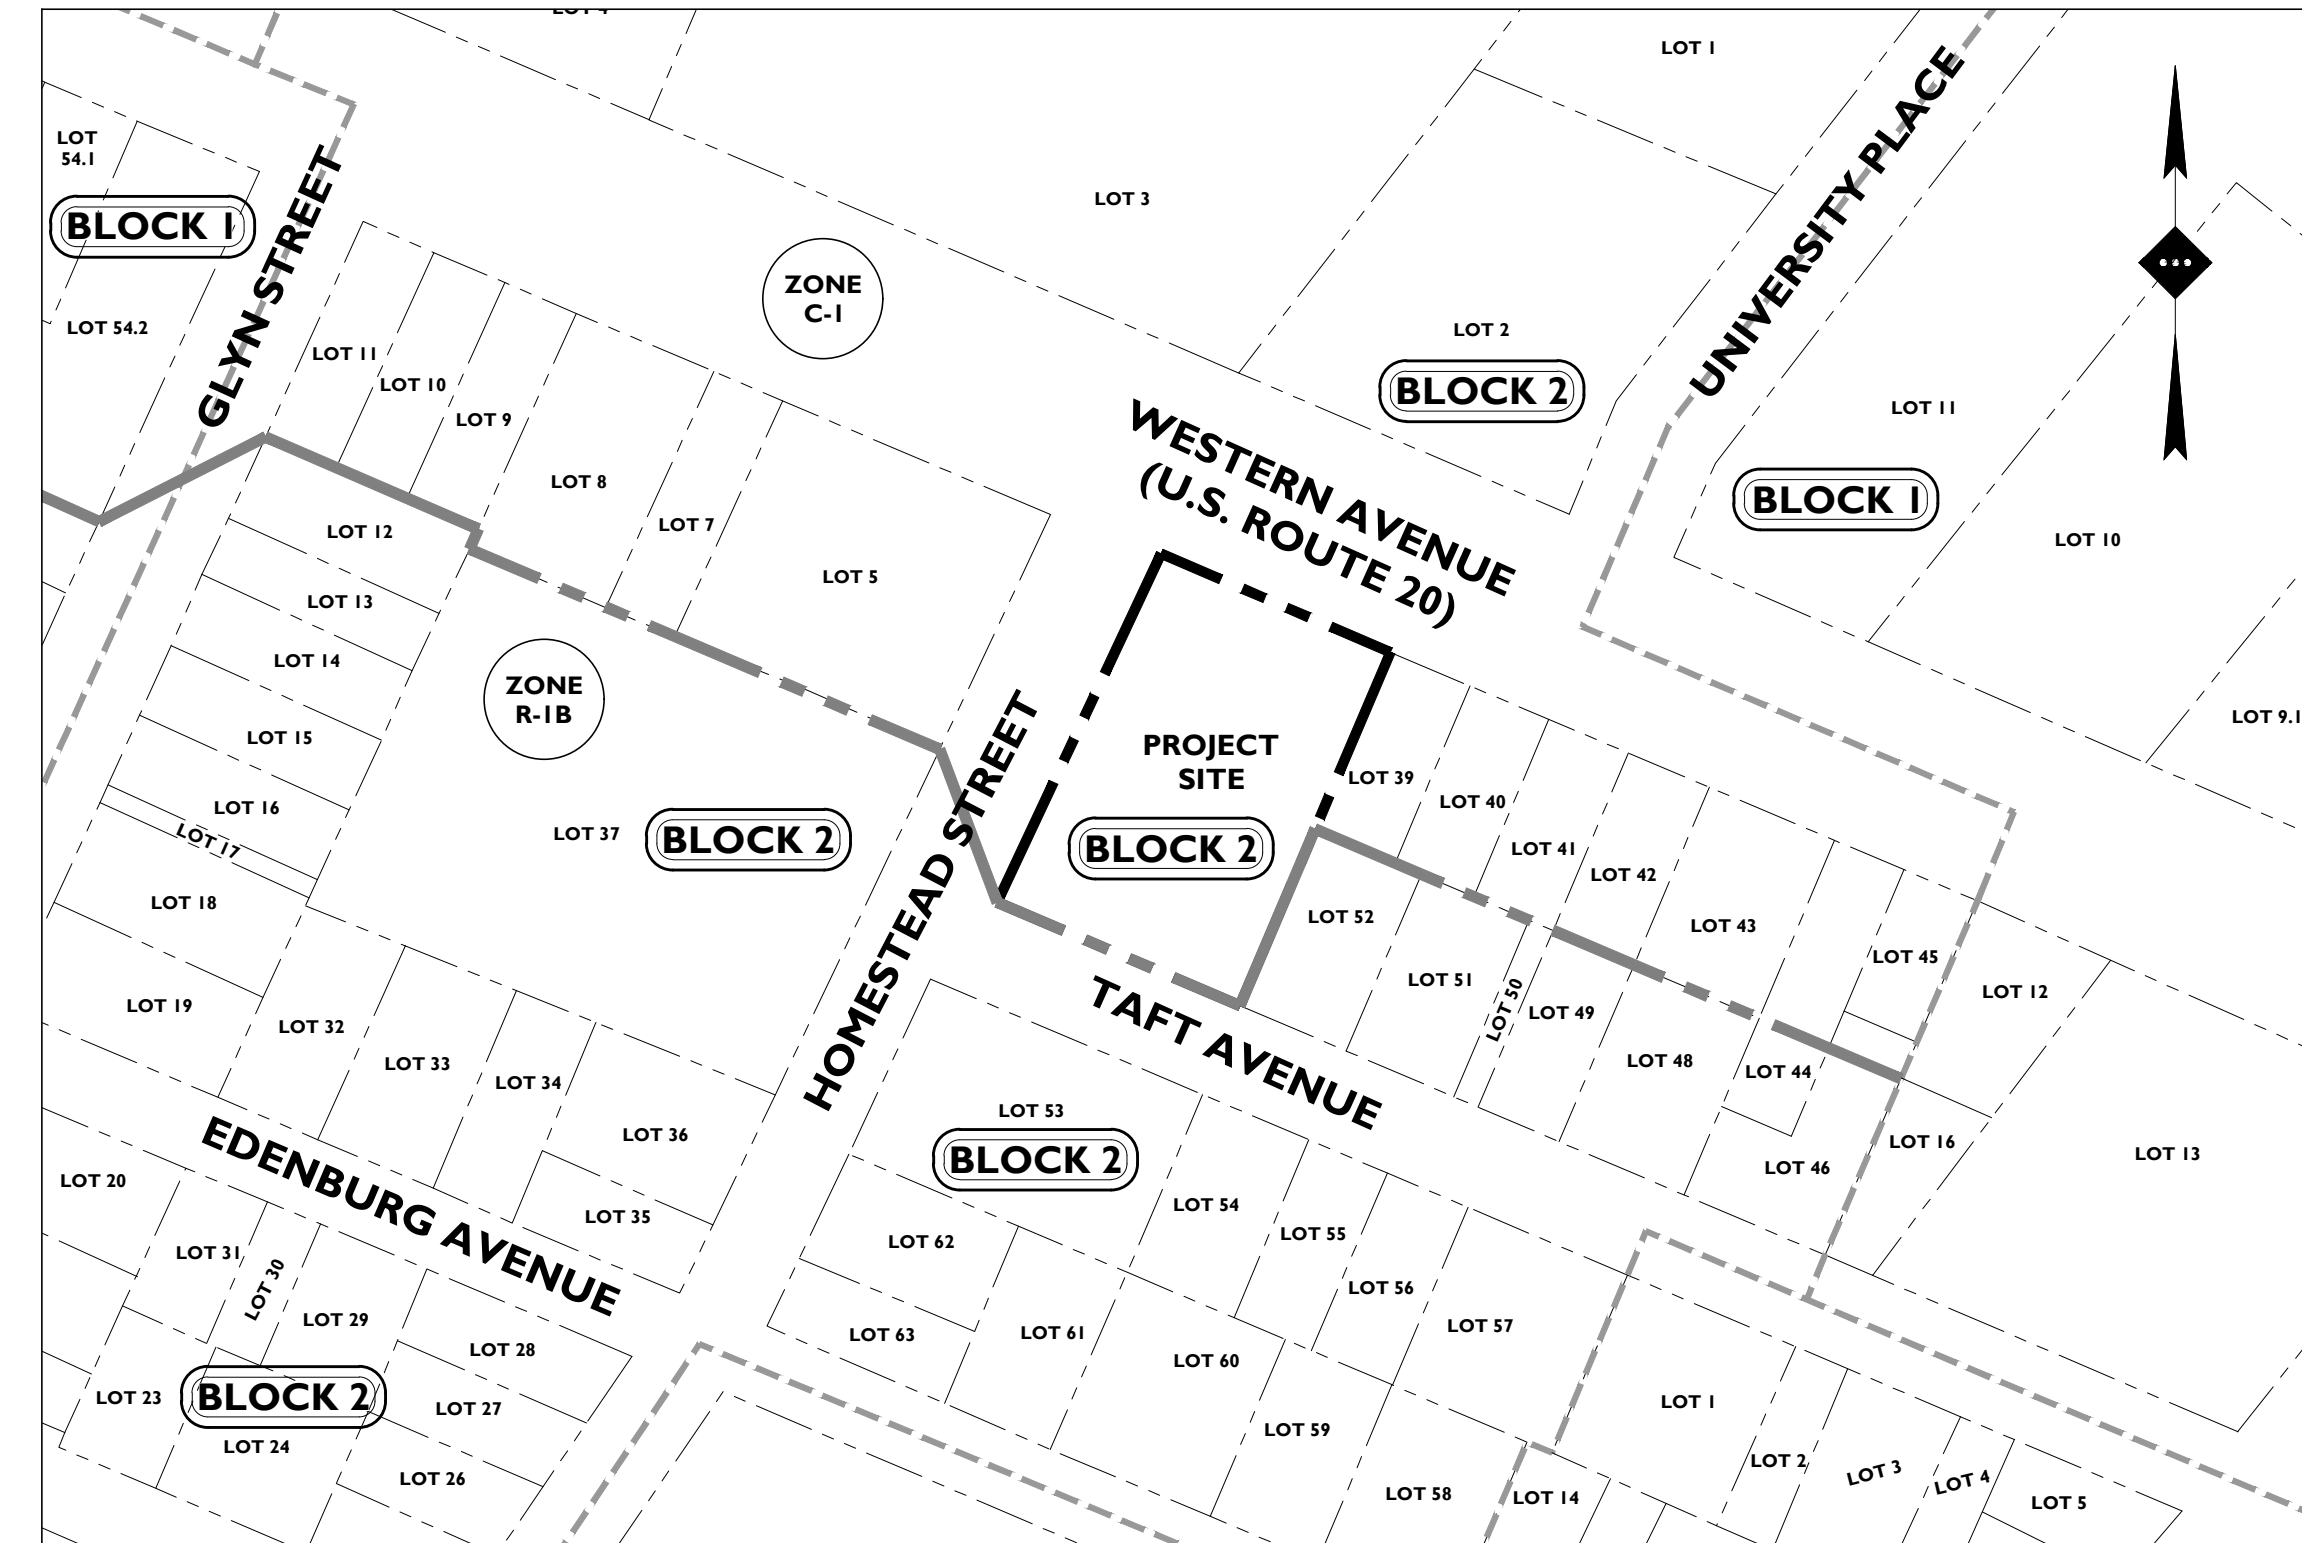 LOT 1
LOT
54.1
LOT 3
BLOCK 1
GLYN STREET
UNIVERSITY PLACE
ZONE
C-1
LOT 54.2
LOT 2
LOT 11
LOT 10
BLOCK 2
LOT 11
LOT 9
WESTERN AVENUE
(U.S. ROUTE 20)
LOT 8
BLOCK 1
LOT 7
LOT 12
LOT 10
LOT 5
LOT 13
LOT 14
ZONE
R-1B
LOT 9.1
LOT 15
PROJECT
SITE
LOT 39
LOT 16
LOT 40
LOT 17
LOT 37
BLOCK 2
HOMESTEAD STREET
BLOCK 2
LOT 41
LOT 42
LOT 18
LOT 52
LOT 43
LOT 45
LOT 51
LOT 12
LOT 19
LOT 50
LOT 49
LOT 32
TAFT AVENUE
LOT 33
LOT 48
LOT 34
LOT 44
LOT 53
LOT 36
LOT 16
LOT 13
BLOCK 2
LOT 46
EDENBURG AVENUE
LOT 20
LOT 54
LOT 35
LOT 55
LOT 62
LOT 31
LOT 30
LOT 56
LOT 29
LOT 57
LOT 63
LOT 61
LOT 28
LOT 60
LOT 23
BLOCK 2
LOT 27
LOT 1
LOT 59
LOT 24
LOT 2
LOT 3
LOT 26
LOT 4
LOT 58
LOT 14
LOT 5